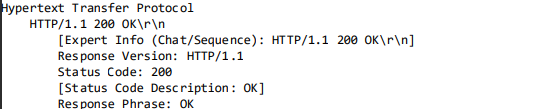 Hypertext Transfer Protocol
HTTP/1.1 200 OK\r\n
[Expert Info (Chat/Sequence): HTTP/1.1 200 OK\r\n]
Response Version: HTTP/1.1
Status Code: 200
[Status Code Description: OK]
Response Phrase: OK